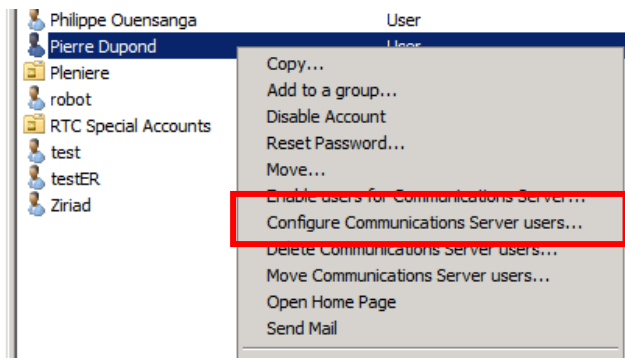 Philippe Ouensanga User
Pierre Dupond User
Pleniere
robot
RTC Special Accounts
test
testER
Ziriad
Copy...
Add to a group...
Disable Account
Reset Password...
Move...
Enable users for Communications Server...
Configure Communications Server users...
Delete Communications Server users...
Move Communications Server users...
Open Home Page
Send Mail